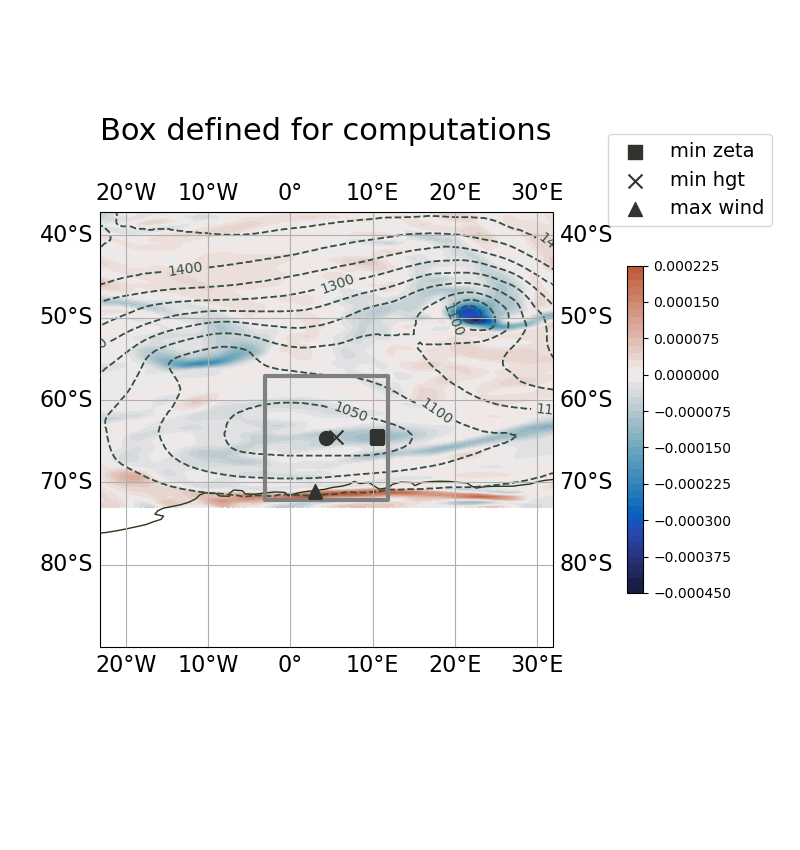 Box defined for computations
min zeta
min hgt
max wind
20°W 10°W 0° 10°E 20°E 30°E
40°S 40°S
50°S 50°S
60°S 60°S
70°S 70°S
80°S 80°S
20°W 10°W 0° 10°E 20°E 30°E
1400
1300
1050
1100
0.000225
0.000150
0.000075
0.000000
−0.000075
−0.000150
−0.000225
−0.000300
−0.000375
−0.000450